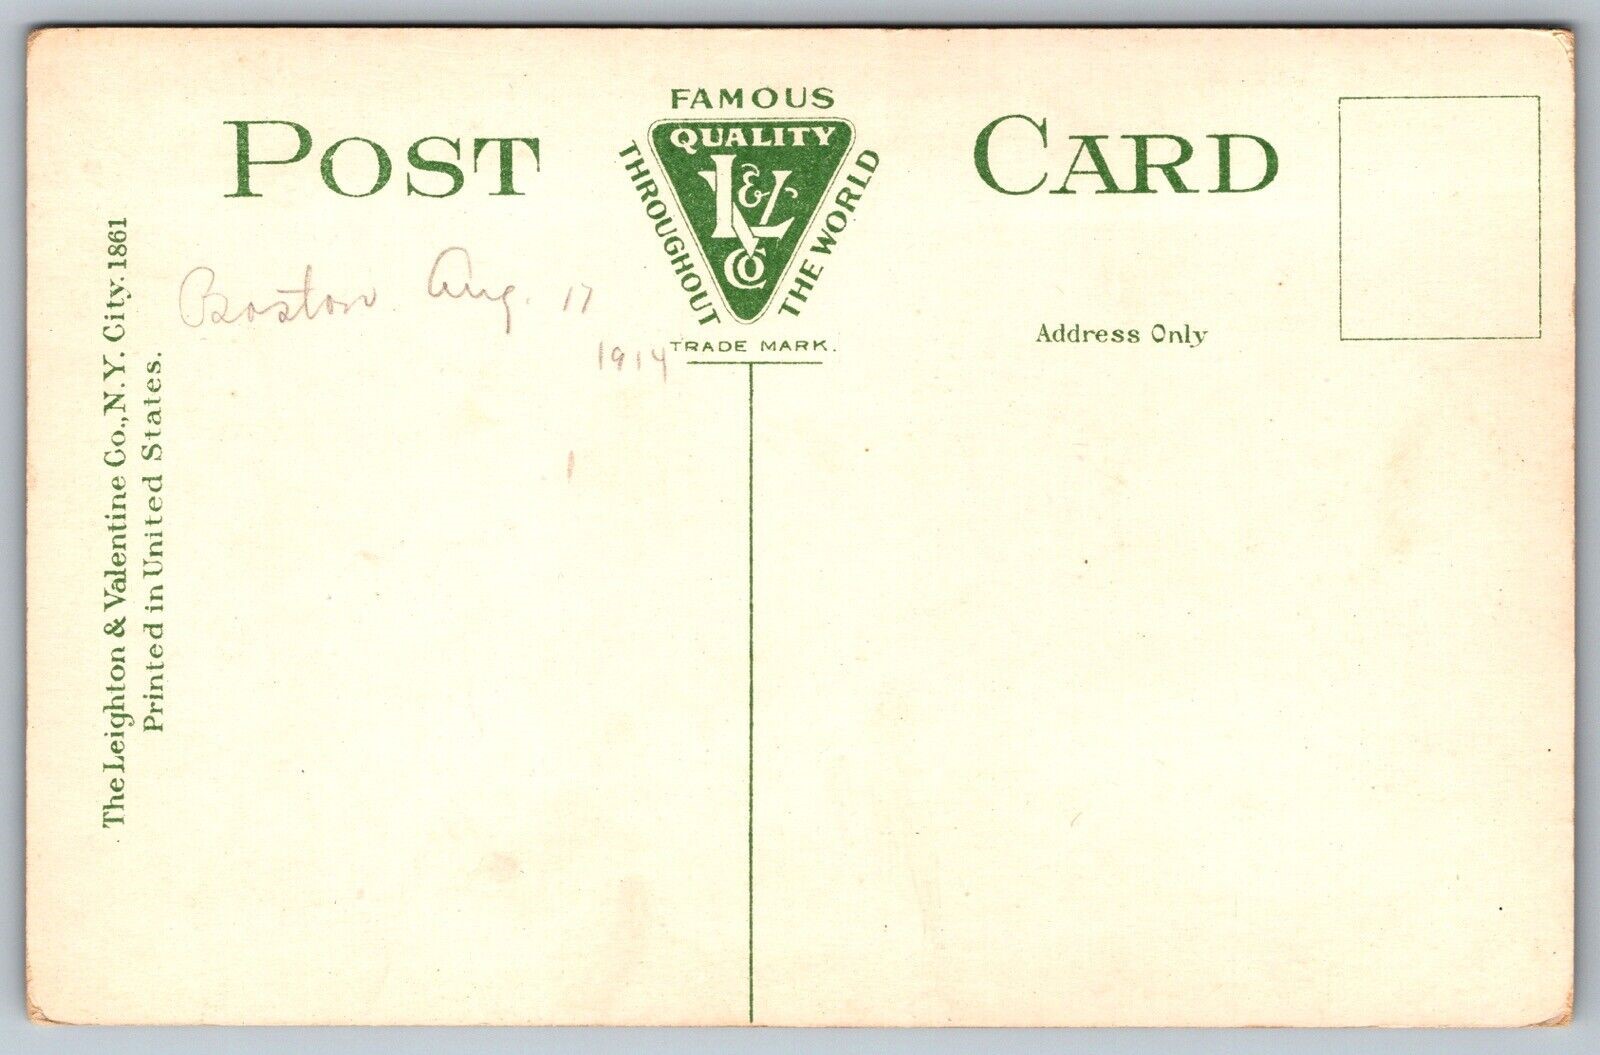 POST CARD
FAMOUS
QUALITY
THROUGHOUT
THE WORLD
L&V
CO
TRADE MARK.
Address Only
Boston. Aug. 17
1914
The Leighton & Valentine Co., N.Y. City. 1861
Printed in United States.